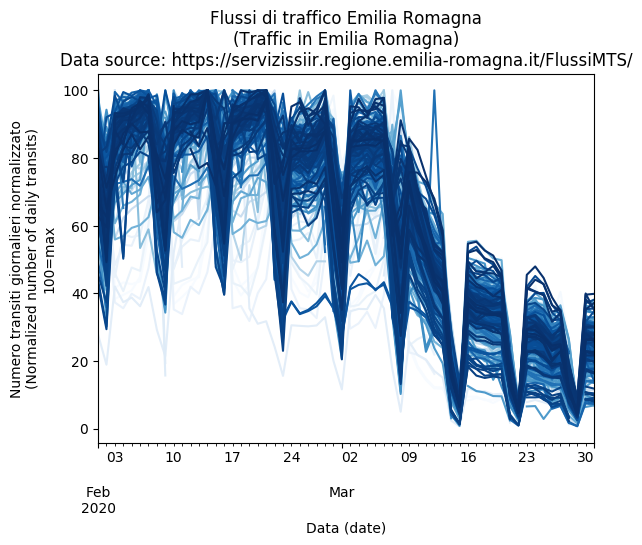 Flussi di traffico Emilia Romagna
(Traffic in Emilia Romagna)
Data source: https://servizissiir.regione.emilia-romagna.it/FlussiMTS/
Numero transiti giornalieri normalizzato
(Normalized number of daily transits)
100=max
100
80
60
40
20
0
03 10 17 24 02 09 16 23 30
Feb Mar
2020
Data (date)